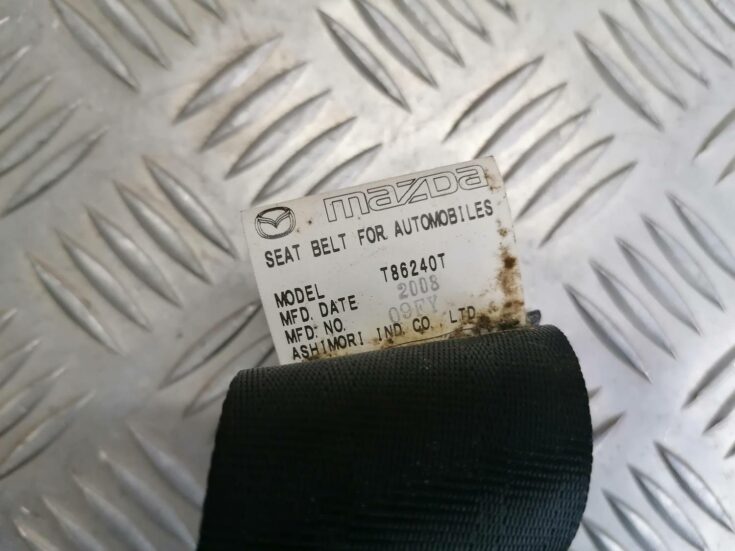 mazda
SEAT BELT FOR AUTOMOBILES
MODEL T86240T
MFD. DATE 2008
MFD. NO. 09FY
ASHIMORI IND. CO. LTD